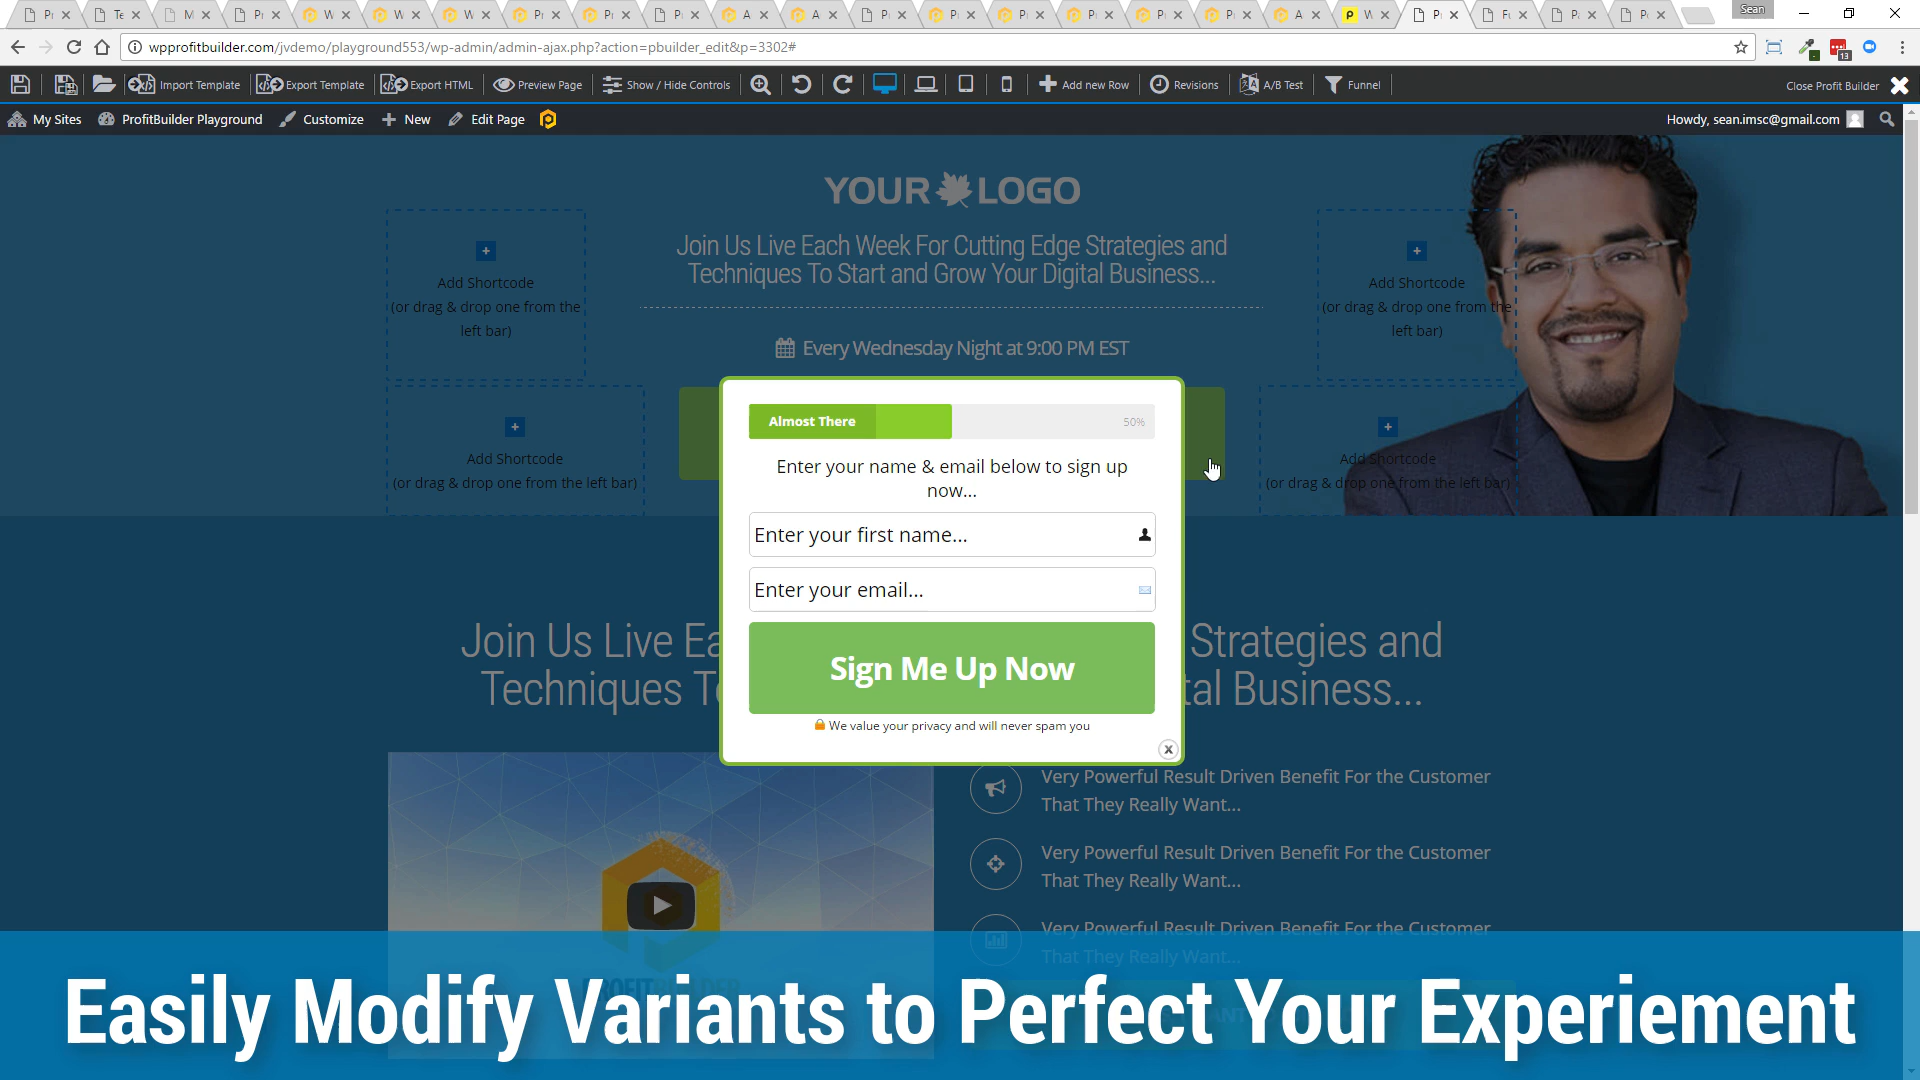 Sean
wpprofitbuilder.com/jvdemo/playground553/wp-admin/admin-ajax.php?action=pbuilder_edit&p=3302#
13
Import Template
Export Template
Export HTML
Preview Page
Show / Hide Controls
Add new Row
Revisions
A/B Test
Funnel
Close Profit Builder
My Sites
ProfitBuilder Playground
Customize
New
Edit Page
Howdy, sean.imsc@gmail.com
YOUR LOGO
Join Us Live Each Week For Cutting Edge Strategies and
Techniques To Start and Grow Your Digital Business...
Every Wednesday Night at 9:00 PM EST
Add Shortcode
(or drag & drop one from the
left bar)
Add Shortcode
(or drag & drop one from the
left bar)
Add Shortcode
(or drag & drop one from the left bar)
Add Shortcode
(or drag & drop one from the left bar)
Almost There
50%
Enter your name & email below to sign up
now...
Enter your first name...
Enter your email...
Sign Me Up Now
We value your privacy and will never spam you
x
Join Us Live Ea
Strategies and
Techniques T
tal Business...
Very Powerful Result Driven Benefit For the Customer
That They Really Want...
Very Powerful Result Driven Benefit For the Customer
That They Really Want...
Very Powerful Result Driven Benefit For the Customer
That They Really Want...
Easily Modify Variants to Perfect Your Experiement